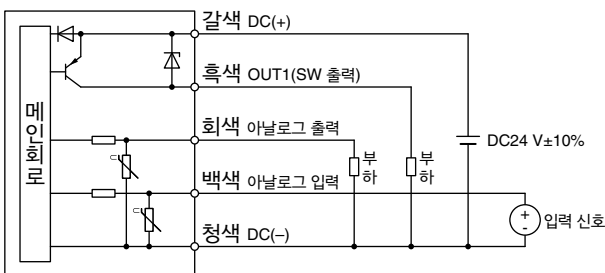 갈색 DC(+)
흑색 OUT1(SW 출력)
메인회로
회색 아날로그 출력
부하
부하
DC24 V±10%
백색 아날로그 입력
+
-
입력 신호
청색 DC(−)